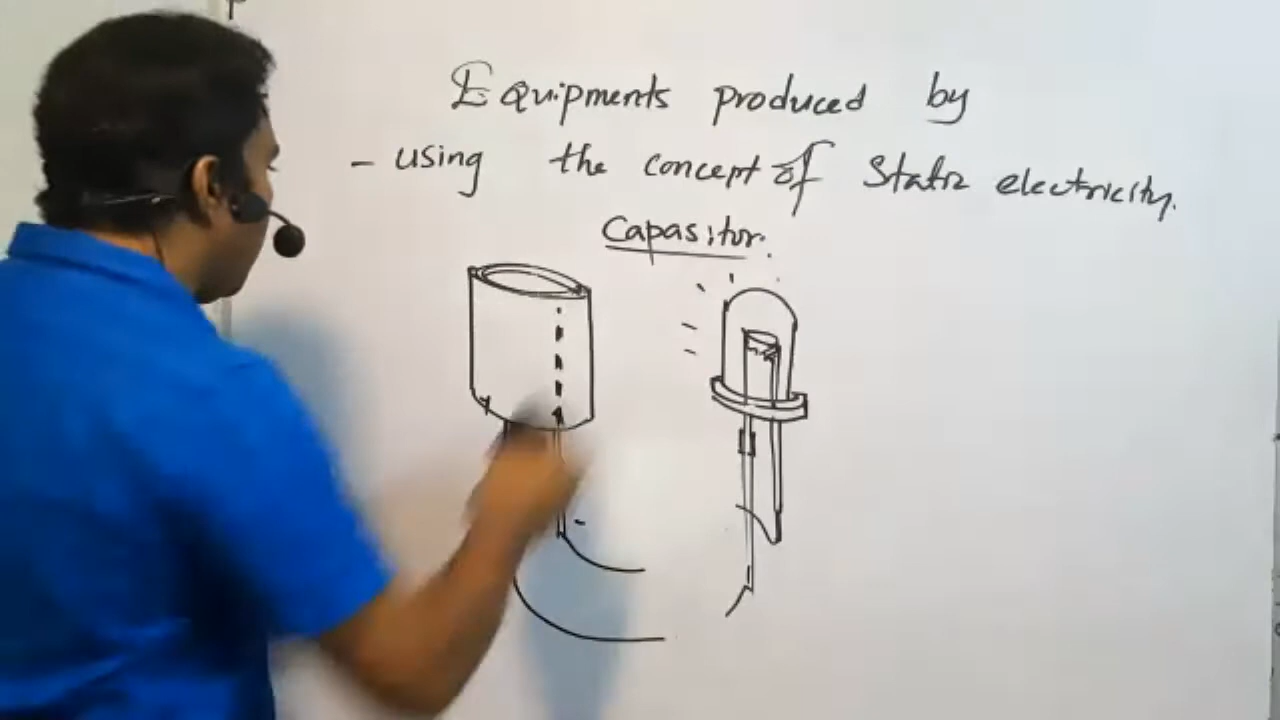 Equipments produced by
- using the concept of Static electricity.
Capasitor.